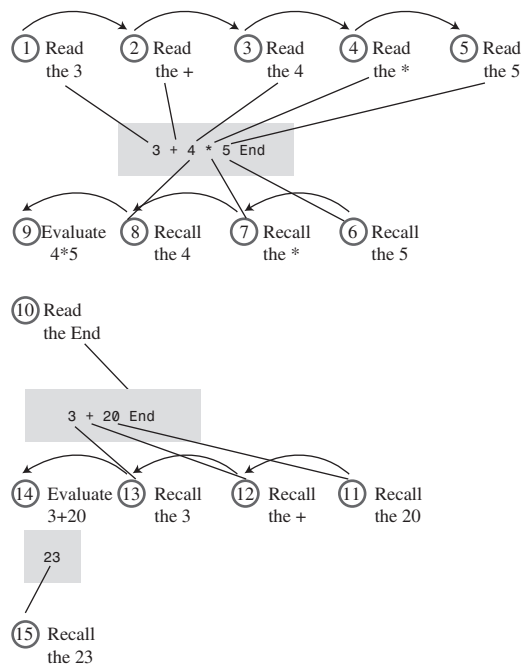 1 Read the 3
2 Read the +
3 Read the 4
4 Read the *
5 Read the 5
3 + 4 * 5 End
9 Evaluate 4*5
8 Recall the 4
7 Recall the *
6 Recall the 5
10 Read the End
3 + 20 End
14 Evaluate 3+20
13 Recall the 3
12 Recall the +
11 Recall the 20
23
15 Recall the 23